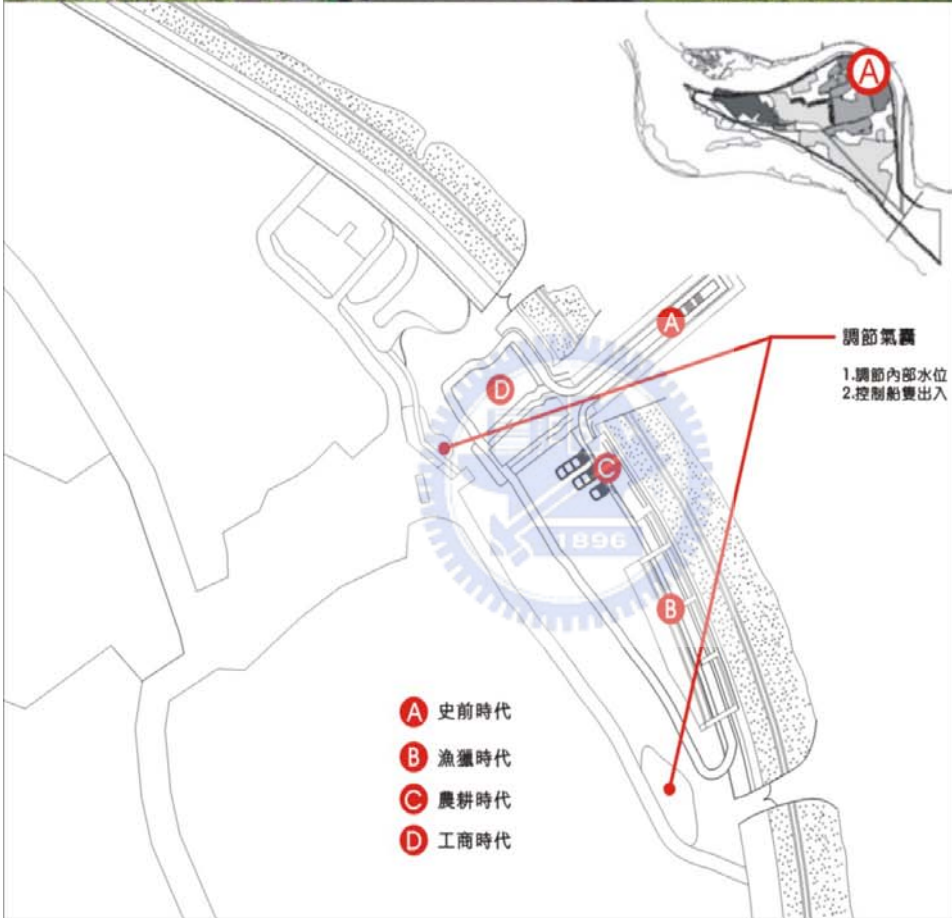 A
A
調節氣囊
1.調節內部水位
2.控制船隻出入
D
C
1896
B
A 史前時代
B 漁獵時代
C 農耕時代
D 工商時代